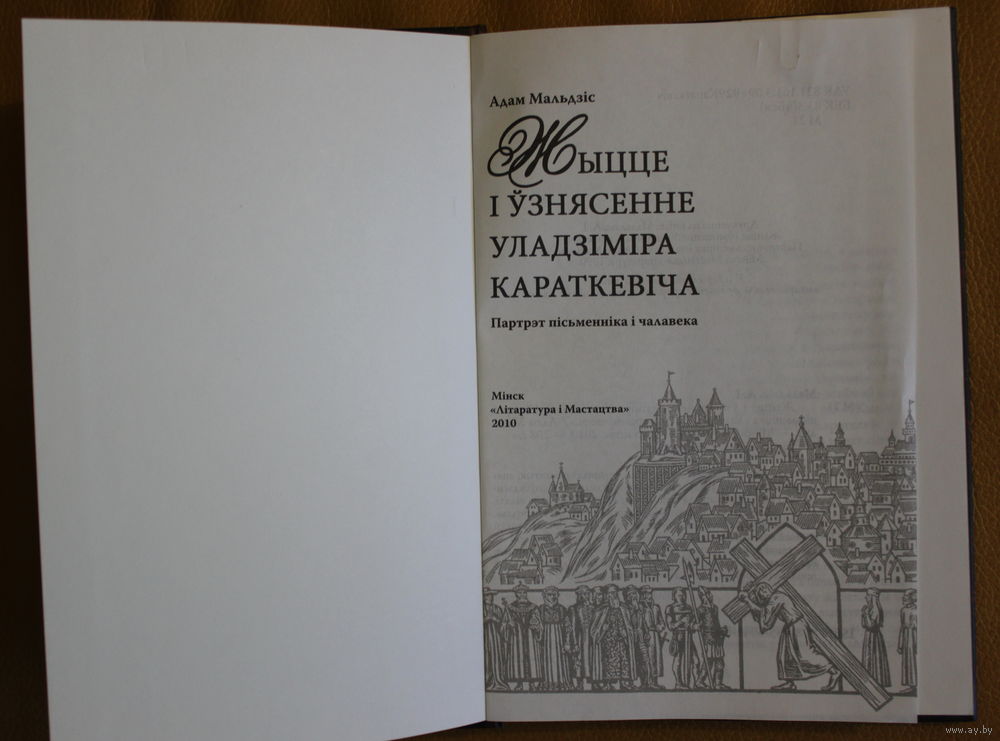 Адам Мальдзіс
Жыцце
і ўзнясенне
Уладзіміра
Караткевіча
Партрэт пісьменніка і чалавека
Мінск
«Літаратура і Мастацтва»
2010
www.ay.by